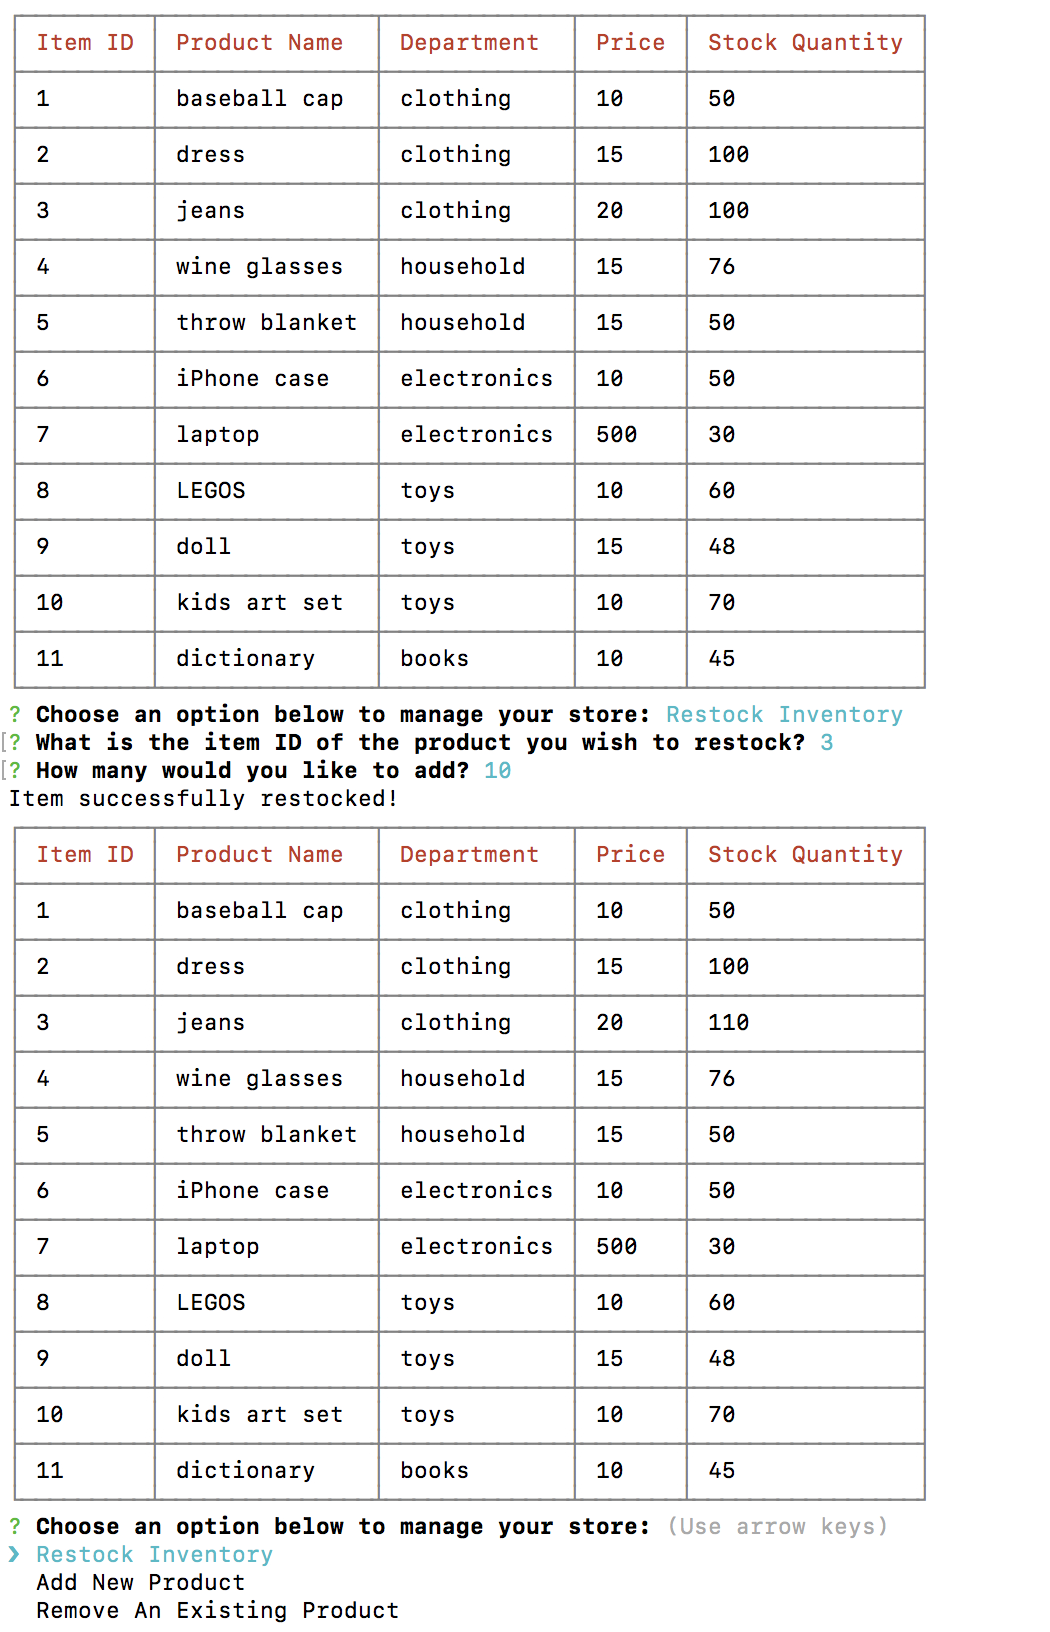 Item ID Product Name Department Price Stock Quantity
1 baseball cap clothing 10 50
2 dress clothing 15 100
3 jeans clothing 20 100
4 wine glasses household 15 76
5 throw blanket household 15 50
6 iPhone case electronics 10 50
7 laptop electronics 500 30
8 LEGOS toys 10 60
9 doll toys 15 48
10 kids art set toys 10 70
11 dictionary books 10 45
? Choose an option below to manage your store: Restock Inventory
[? What is the item ID of the product you wish to restock? 3
[? How many would you like to add? 10
Item successfully restocked!
Item ID Product Name Department Price Stock Quantity
1 baseball cap clothing 10 50
2 dress clothing 15 100
3 jeans clothing 20 110
4 wine glasses household 15 76
5 throw blanket household 15 50
6 iPhone case electronics 10 50
7 laptop electronics 500 30
8 LEGOS toys 10 60
9 doll toys 15 48
10 kids art set toys 10 70
11 dictionary books 10 45
? Choose an option below to manage your store: (Use arrow keys)
❯ Restock Inventory
Add New Product
Remove An Existing Product